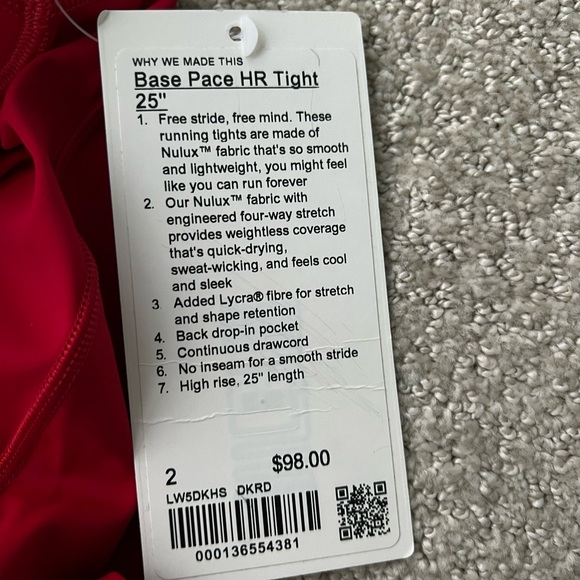 WHY WE MADE THIS
Base Pace HR Tight
25"
1. Free stride, free mind. These
running tights are made of
Nulux™ fabric that's so smooth
and lightweight, you might feel
like you can run forever
2. Our Nulux™ fabric with
engineered four-way stretch
provides weightless coverage
that's quick-drying,
sweat-wicking, and feels cool
and sleek
3. Added Lycra® fibre for stretch
and shape retention
4. Back drop-in pocket
5. Continuous drawcord
6. No inseam for a smooth stride
7. High rise, 25" length
2 $98.00
LW5DKHS DKRD
000136554381